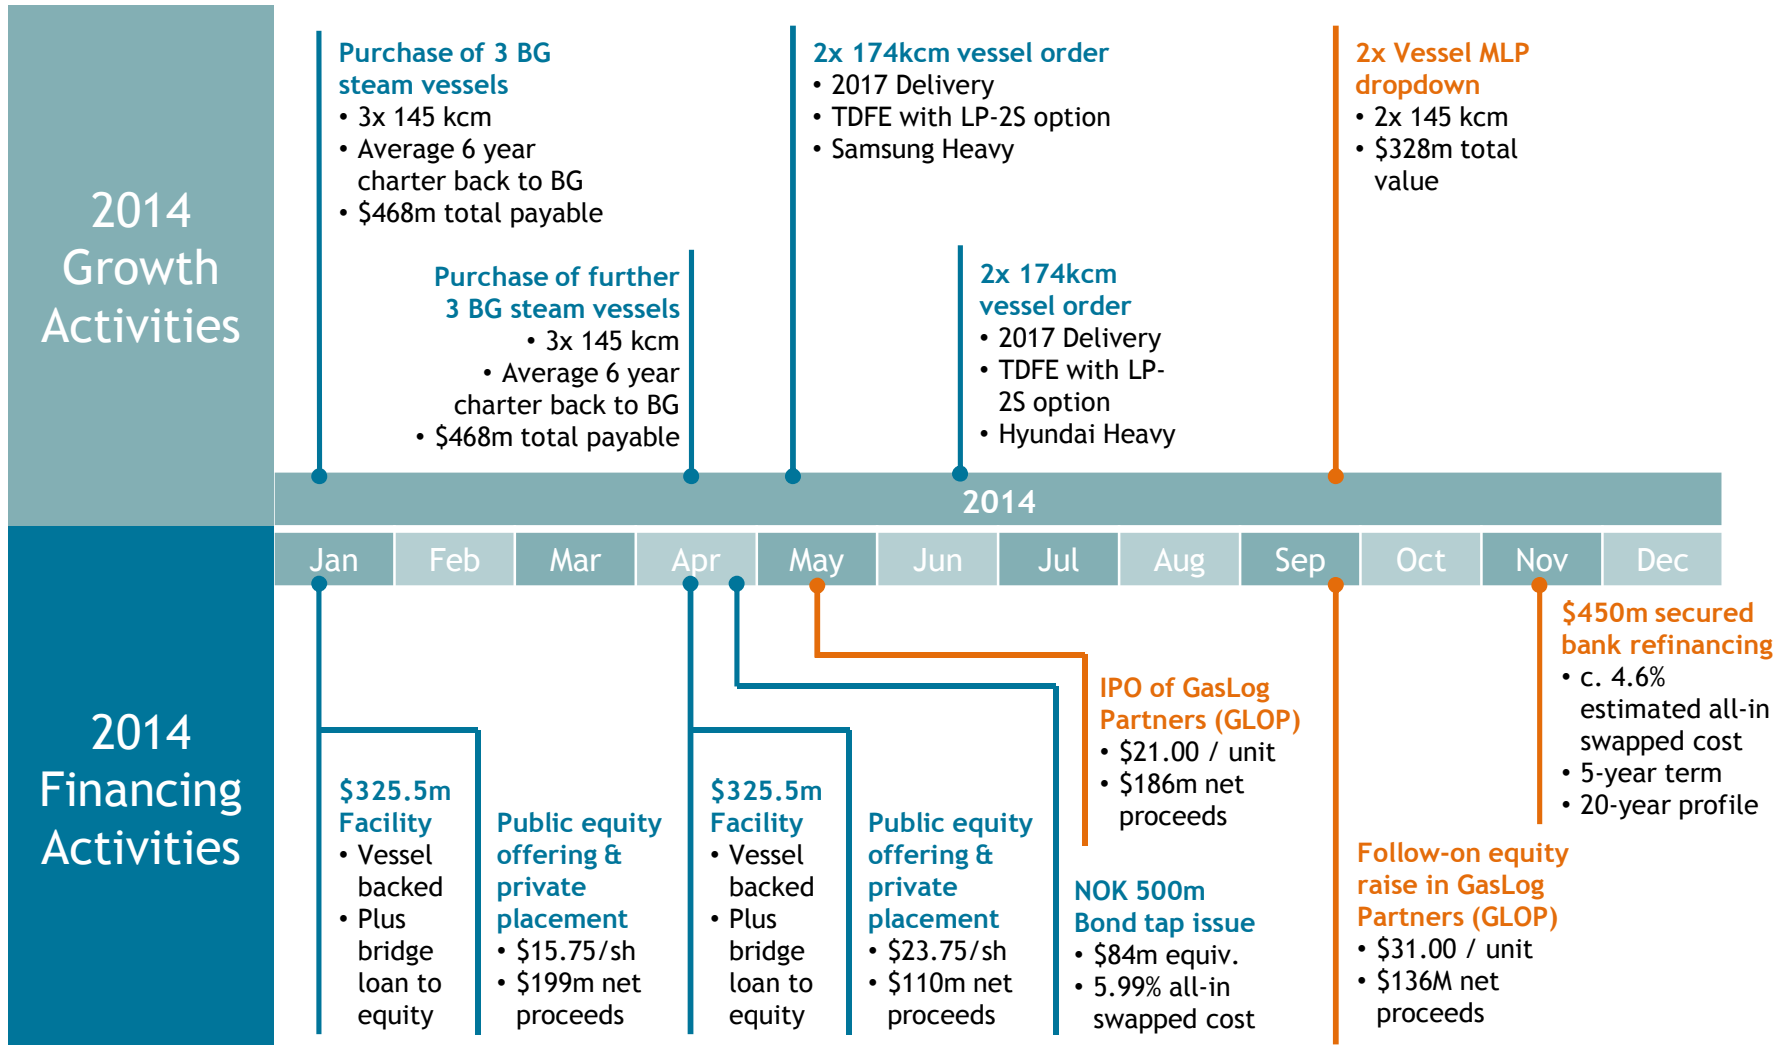 2014
Growth
Activities
Purchase of 3 BG
steam vessels
• 3x 145 kcm
• Average 6 year
charter back to BG
• $468m total payable
Purchase of further
3 BG steam vessels
• 3x 145 kcm
• Average 6 year
charter back to BG
• $468m total payable
2x 174kcm vessel order
• 2017 Delivery
• TDFE with LP-2S option
• Samsung Heavy
2x 174kcm
vessel order
• 2017 Delivery
• TDFE with LP-
2S option
• Hyundai Heavy
2x Vessel MLP
dropdown
• 2x 145 kcm
• $328m total
value
2014
Jan
Feb
Mar
Apr
May
Jun
Jul
Aug
Sep
Oct
Nov
Dec
2014
Financing
Activities
$325.5m
Facility
• Vessel
backed
• Plus
bridge
loan to
equity
Public equity
offering &
private
placement
• $15.75/sh
• $199m net
proceeds
$325.5m
Facility
• Vessel
backed
• Plus
bridge
loan to
equity
Public equity
offering &
private
placement
• $23.75/sh
• $110m net
proceeds
IPO of GasLog
Partners (GLOP)
• $21.00 / unit
• $186m net
proceeds
NOK 500m
Bond tap issue
• $84m equiv.
• 5.99% all-in
swapped cost
Follow-on equity
raise in GasLog
Partners (GLOP)
• $31.00 / unit
• $136M net
proceeds
$450m secured
bank refinancing
• c. 4.6%
estimated all-in
swapped cost
• 5-year term
• 20-year profile